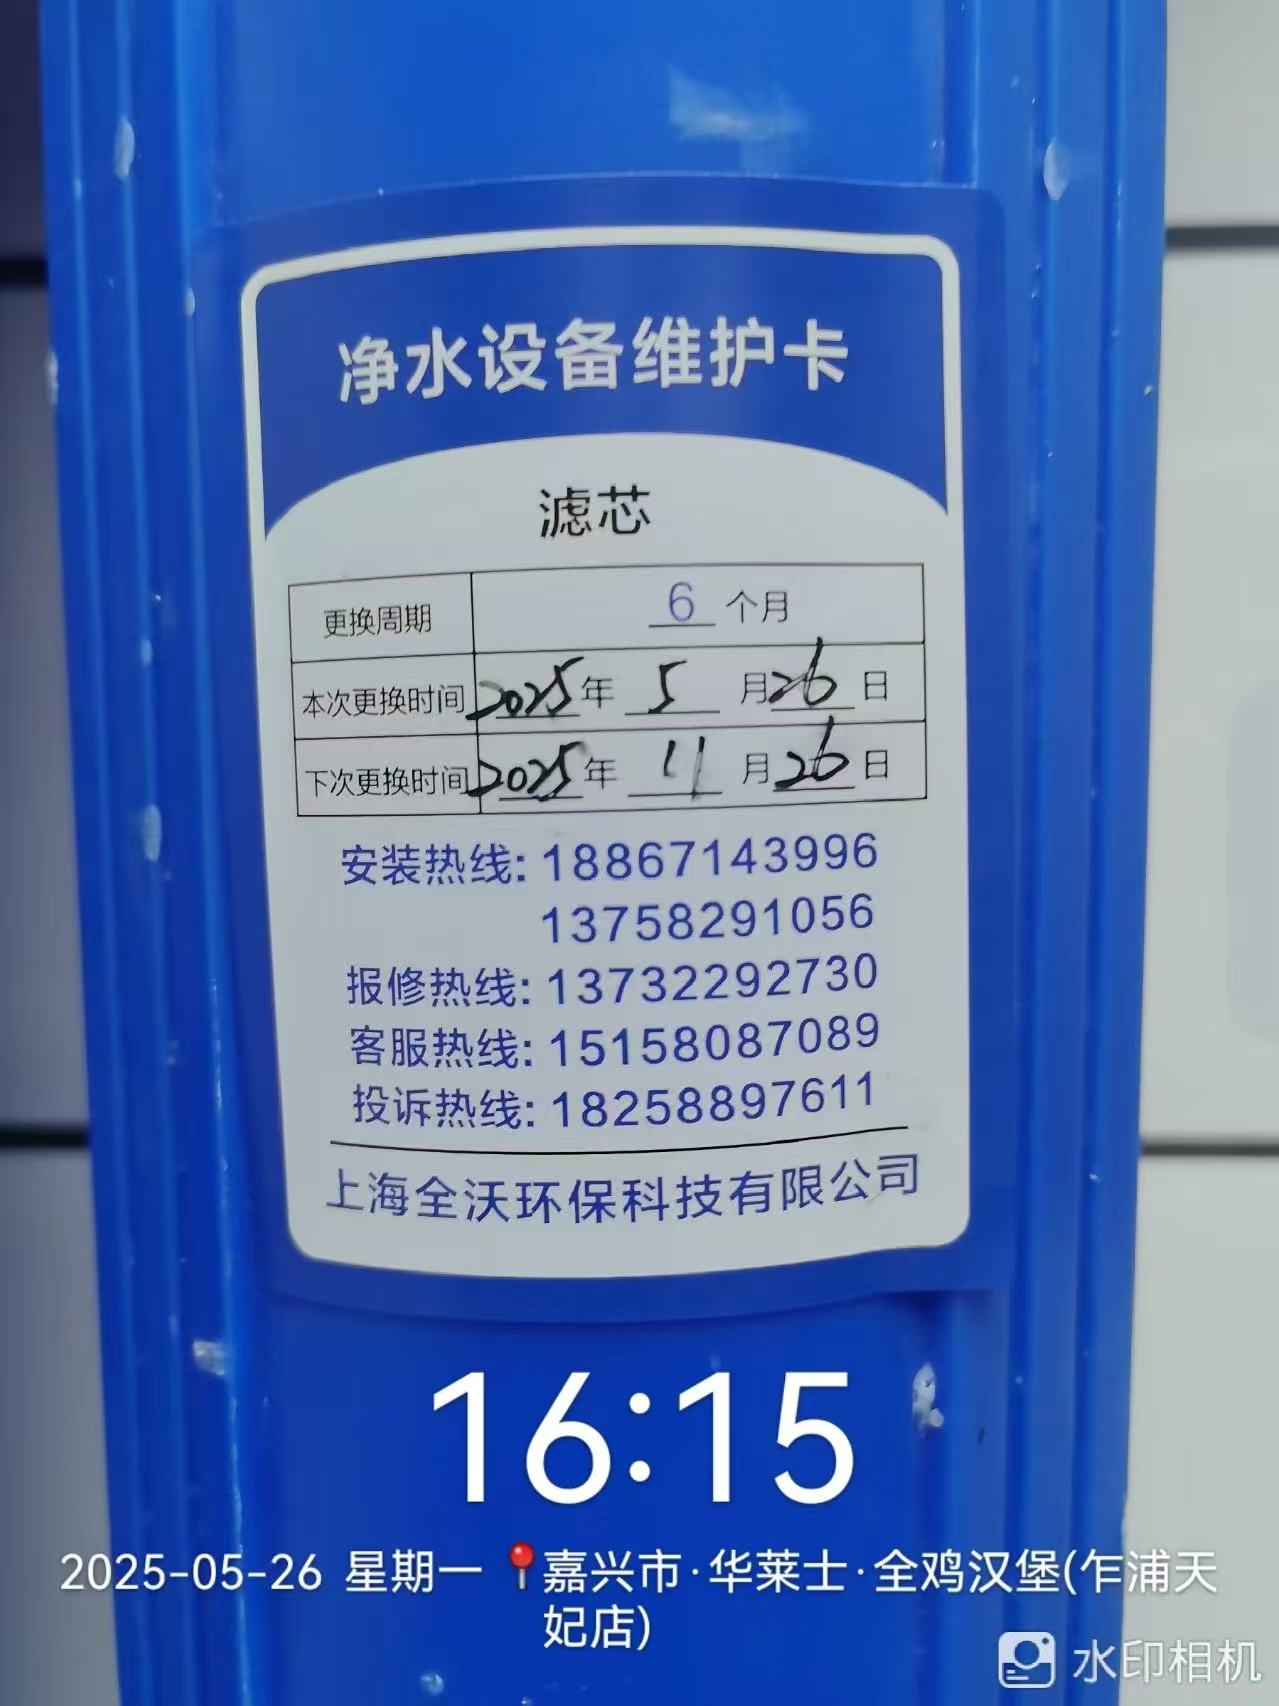 净水设备维护卡
滤芯
更换周期 6 个月
本次更换时间 2025 年 5 月 26 日
下次更换时间 2025 年 11 月 26 日
安装热线: 18867143996
13758291056
报修热线: 13732292730
客服热线: 15158087089
投诉热线: 18258897611
上海全沃环保科技有限公司
16:15
2025-05-26 星期一 嘉兴市·华莱士·全鸡汉堡(乍浦天
妃店)
水印相机